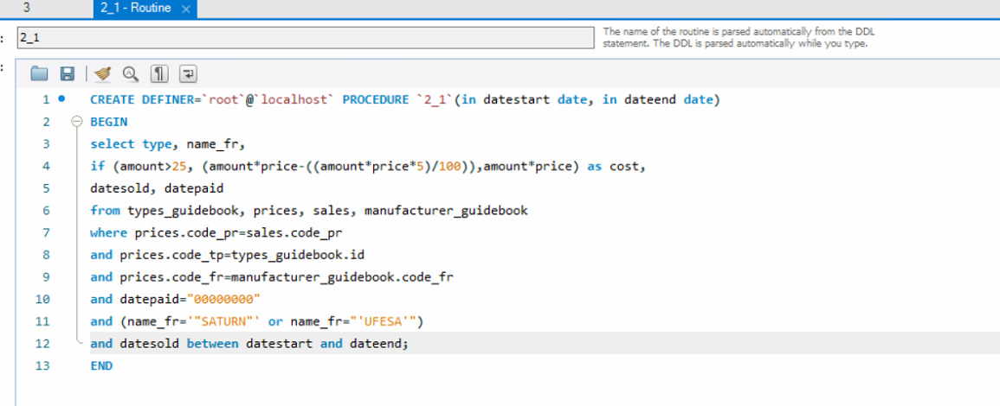 3 2_1 - Routine ×
: 2_1 The name of the routine is parsed automatically from the DDL
statement. The DDL is parsed automatically while you type.
:
1 CREATE DEFINER=`root`@`localhost` PROCEDURE `2_1`(in datestart date, in dateend date)
2 BEGIN
3 select type, name_fr,
4 if (amount>25, (amount*price-((amount*price*5)/100)),amount*price) as cost,
5 datesold, datepaid
6 from types_guidebook, prices, sales, manufacturer_guidebook
7 where prices.code_pr=sales.code_pr
8 and prices.code_tp=types_guidebook.id
9 and prices.code_fr=manufacturer_guidebook.code_fr
10 and datepaid="00000000"
11 and (name_fr='"SATURN"' or name_fr="'UFESA'")
12 and datesold between datestart and dateend;
13 END